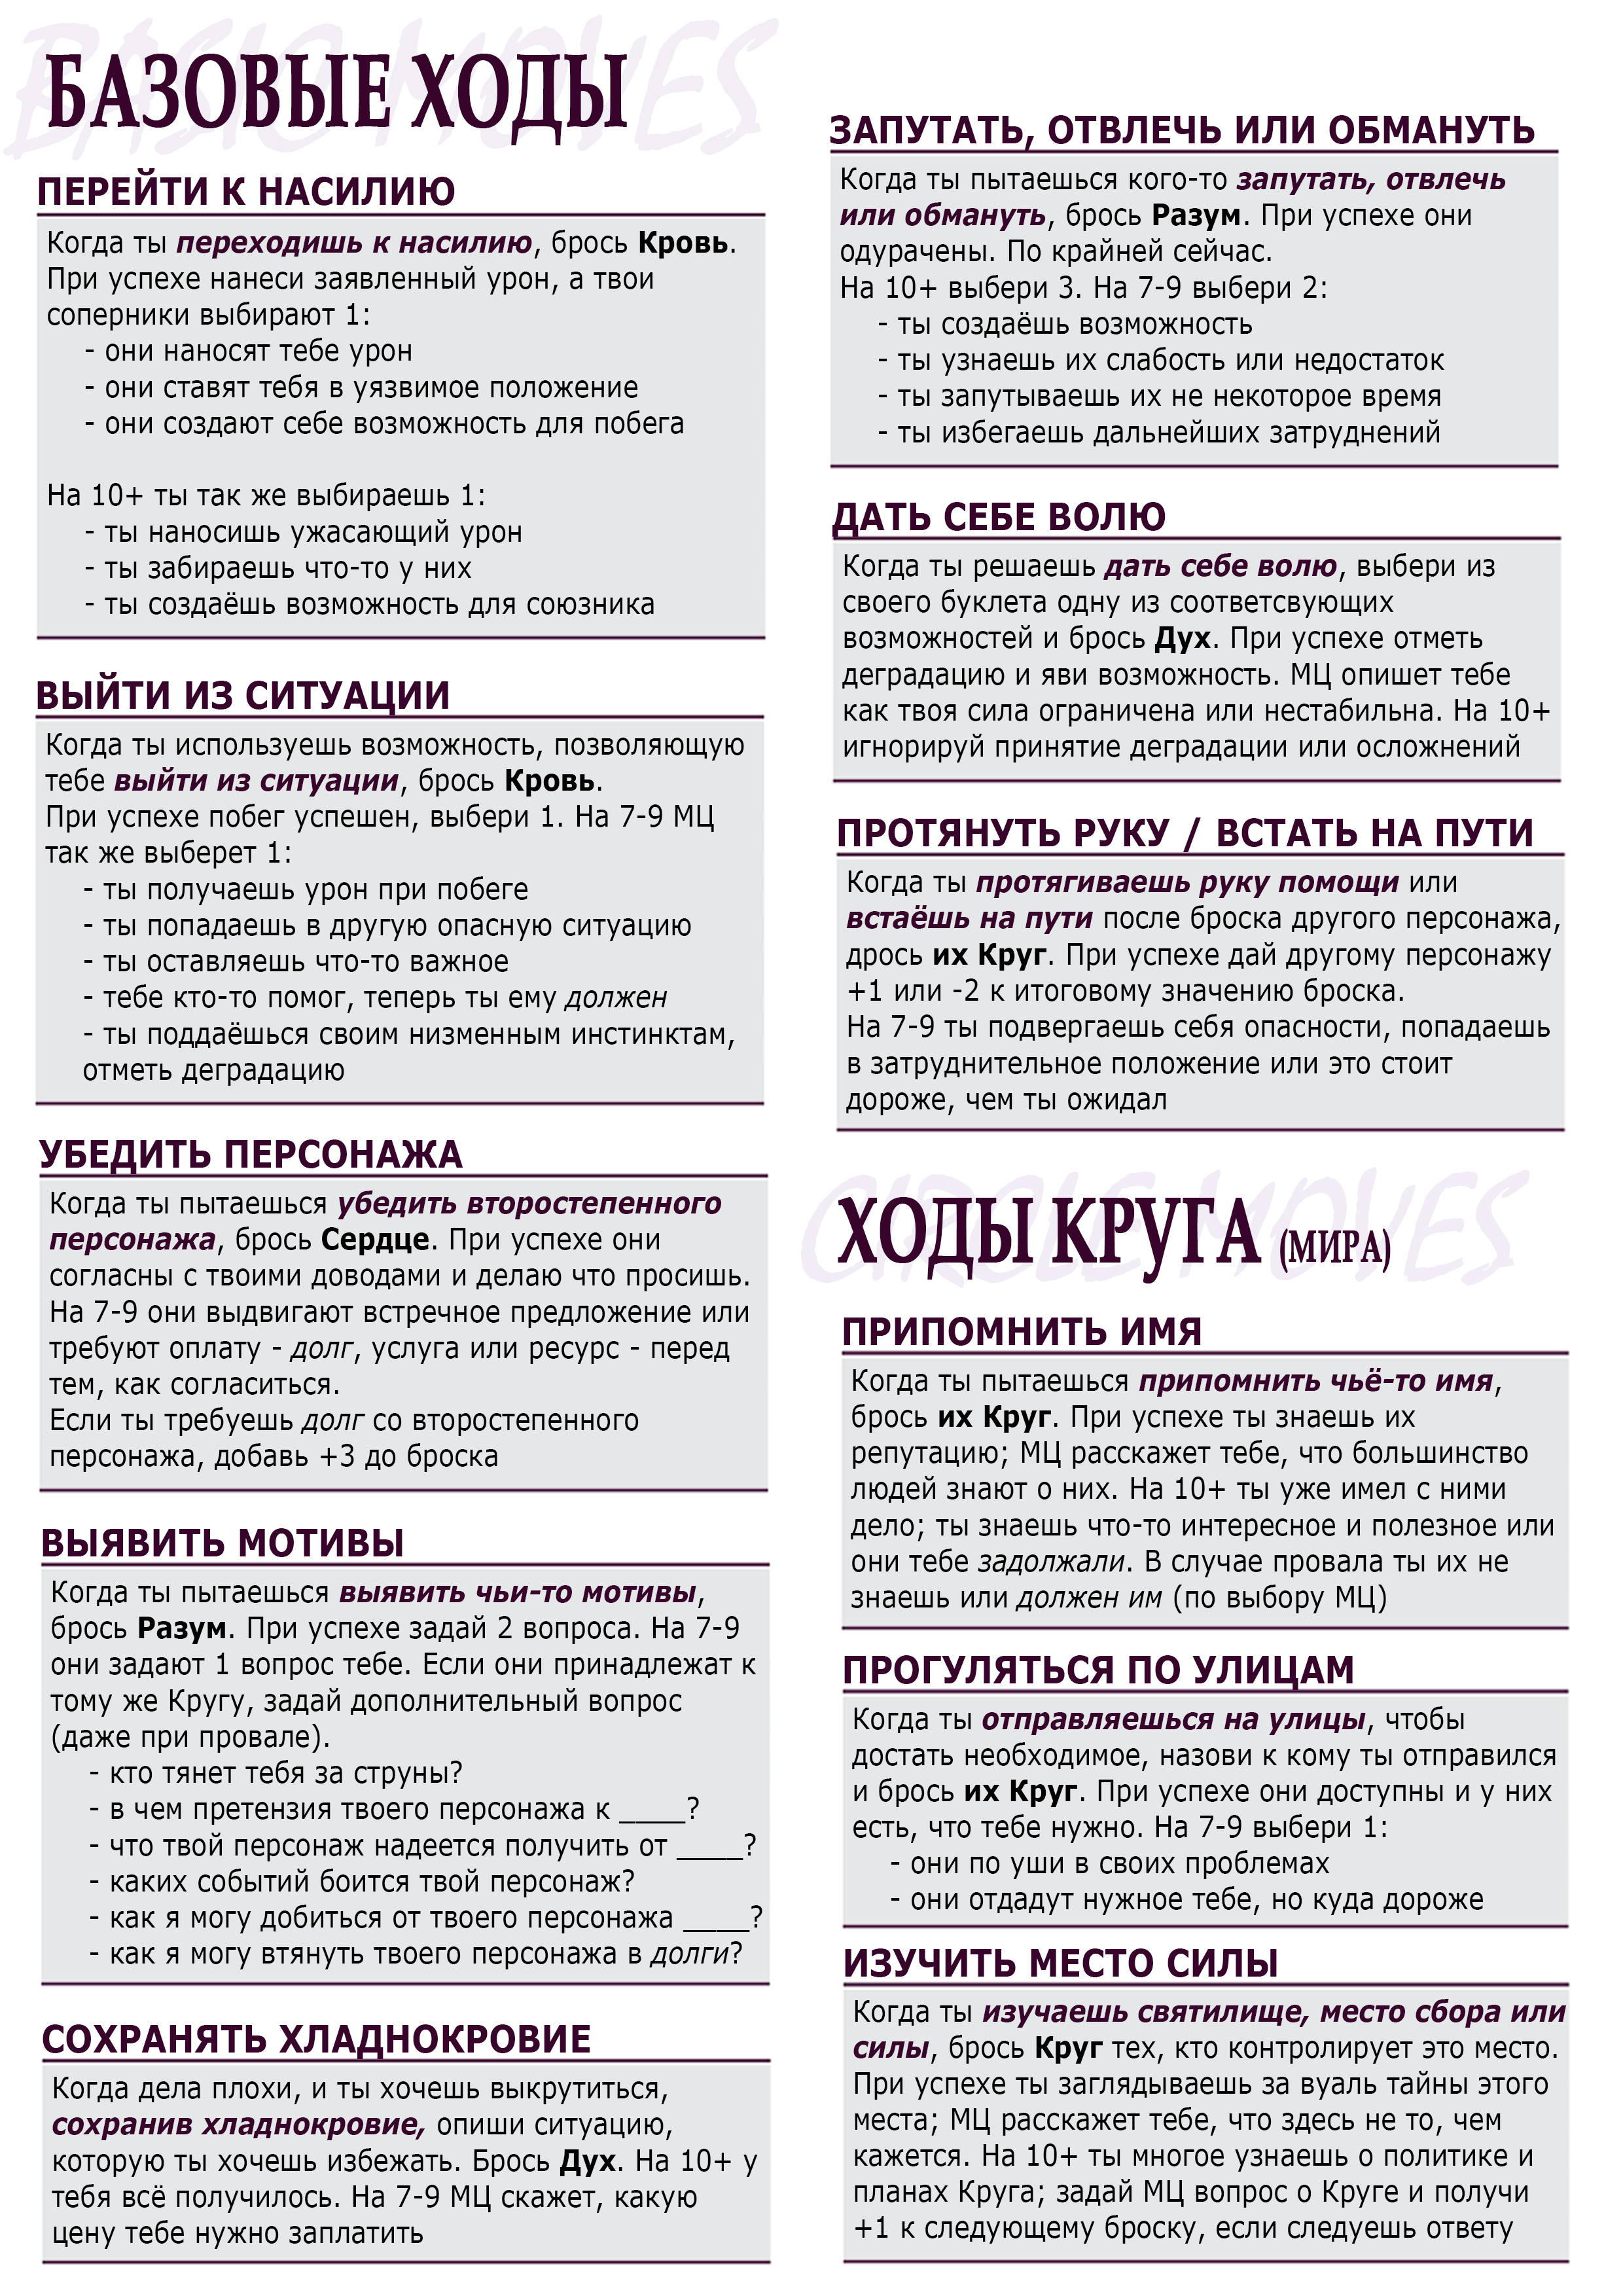 BASIC MOVES
БАЗОВЫЕ ХОДЫ
ПЕРЕЙТИ К НАСИЛИЮ
Когда ты переходишь к насилию, брось Кровь.
При успехе нанеси заявленный урон, а твои
соперники выбирают 1:
- они наносят тебе урон
- они ставят тебя в уязвимое положение
- они создают себе возможность для побега
На 10+ ты так же выбираешь 1:
- ты наносишь ужасающий урон
- ты забираешь что-то у них
- ты создаёшь возможность для союзника
ВЫЙТИ ИЗ СИТУАЦИИ
Когда ты используешь возможность, позволяющую
тебе выйти из ситуации, брось Кровь.
При успехе побег успешен, выбери 1. На 7-9 МЦ
так же выберет 1:
- ты получаешь урон при побеге
- ты попадаешь в другую опасную ситуацию
- ты оставляешь что-то важное
- тебе кто-то помог, теперь ты ему должен
- ты поддаёшься своим низменным инстинктам,
отметь деградацию
УБЕДИТЬ ПЕРСОНАЖА
Когда ты пытаешься убедить второстепенного
персонажа, брось Сердце. При успехе они
согласны с твоими доводами и делаю что просишь.
На 7-9 они выдвигают встречное предложение или
требуют оплату - долг, услуга или ресурс - перед
тем, как согласиться.
Если ты требуешь долг со второстепенного
персонажа, добавь +3 до броска
ВЫЯВИТЬ МОТИВЫ
Когда ты пытаешься выявить чьи-то мотивы,
брось Разум. При успехе задай 2 вопроса. На 7-9
они задают 1 вопрос тебе. Если они принадлежат к
тому же Кругу, задай дополнительный вопрос
(даже при провале).
- кто тянет тебя за струны?
- в чем претензия твоего персонажа к ____?
- что твой персонаж надеется получить от ____?
- каких событий боится твой персонаж?
- как я могу добиться от твоего персонажа ____?
- как я могу втянуть твоего персонажа в долги?
СОХРАНЯТЬ ХЛАДНОКРОВИЕ
Когда дела плохи, и ты хочешь выкрутиться,
сохранив хладнокровие, опиши ситуацию,
которую ты хочешь избежать. Брось Дух. На 10+ у
тебя всё получилось. На 7-9 МЦ скажет, какую
цену тебе нужно заплатить
ЗАПУТАТЬ, ОТВЛЕЧЬ ИЛИ ОБМАНУТЬ
Когда ты пытаешься кого-то запутать, отвлечь
или обмануть, брось Разум. При успехе они
одурачены. По крайней сейчас.
На 10+ выбери 3. На 7-9 выбери 2:
- ты создаёшь возможность
- ты узнаешь их слабость или недостаток
- ты запутываешь их не некоторое время
- ты избегаешь дальнейших затруднений
ДАТЬ СЕБЕ ВОЛЮ
Когда ты решаешь дать себе волю, выбери из
своего буклета одну из соответсвующих
возможностей и брось Дух. При успехе отметь
деградацию и яви возможность. МЦ опишет тебе
как твоя сила ограничена или нестабильна. На 10+
игнорируй принятие деградации или осложнений
ПРОТЯНУТЬ РУКУ / ВСТАТЬ НА ПУТИ
Когда ты протягиваешь руку помощи или
встаёшь на пути после броска другого персонажа,
дрось их Круг. При успехе дай другому персонажу
+1 или -2 к итоговому значению броска.
На 7-9 ты подвергаешь себя опасности, попадаешь
в затруднительное положение или это стоит
дороже, чем ты ожидал
CIRCLE MOVES
ХОДЫ КРУГА (МИРА)
ПРИПОМНИТЬ ИМЯ
Когда ты пытаешься припомнить чьё-то имя,
брось их Круг. При успехе ты знаешь их
репутацию; МЦ расскажет тебе, что большинство
людей знают о них. На 10+ ты уже имел с ними
дело; ты знаешь что-то интересное и полезное или
они тебе задолжали. В случае провала ты их не
знаешь или должен им (по выбору МЦ)
ПРОГУЛЯТЬСЯ ПО УЛИЦАМ
Когда ты отправляешься на улицы, чтобы
достать необходимое, назови к кому ты отправился
и брось их Круг. При успехе они доступны и у них
есть, что тебе нужно. На 7-9 выбери 1:
- они по уши в своих проблемах
- они отдадут нужное тебе, но куда дороже
ИЗУЧИТЬ МЕСТО СИЛЫ
Когда ты изучаешь святилище, место сбора или
силы, брось Круг тех, кто контролирует это место.
При успехе ты заглядываешь за вуаль тайны этого
места; МЦ расскажет тебе, что здесь не то, чем
кажется. На 10+ ты многое узнаешь о политике и
планах Круга; задай МЦ вопрос о Круге и получи
+1 к следующему броску, если следуешь ответу